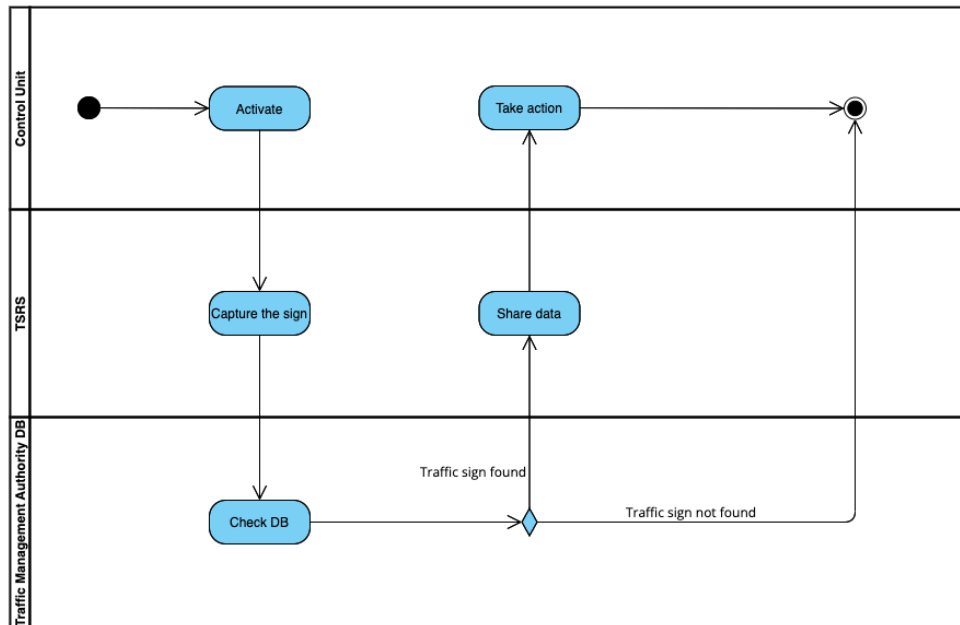 Control Unit
Activate
Take action
TSRS
Capture the sign
Share data
Traffic Management Authority DB
Traffic sign found
Check DB
Traffic sign not found